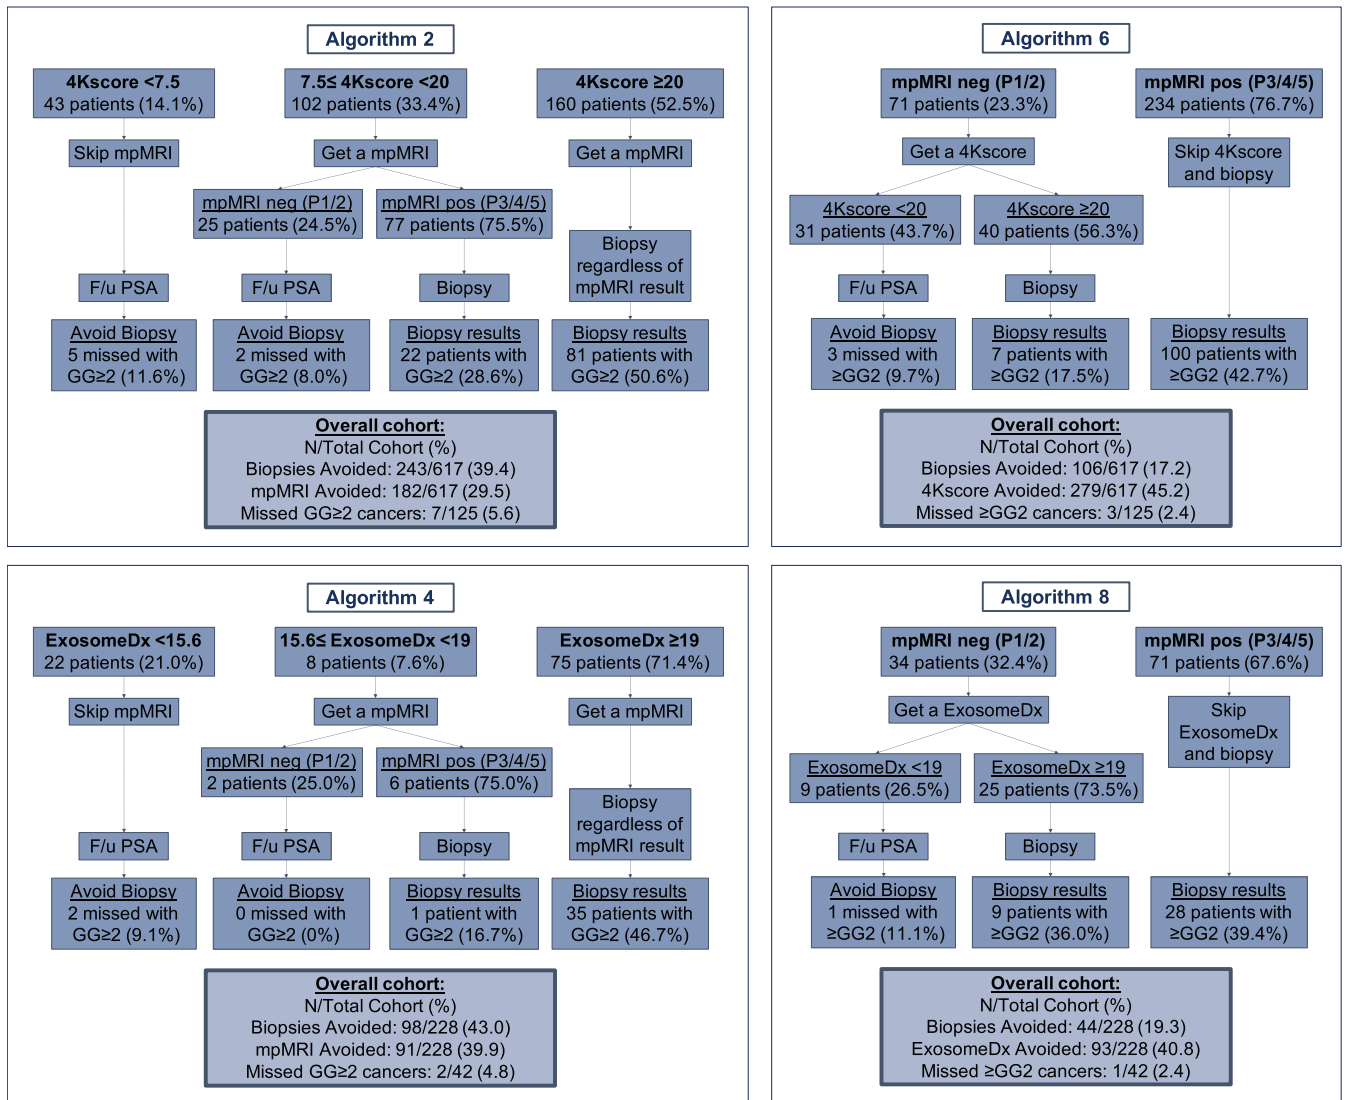 Algorithm 2
4Kscore <7.5
43 patients (14.1%)
7.5≤ 4Kscore <20
102 patients (33.4%)
4Kscore ≥20
160 patients (52.5%)
Skip mpMRI
Get a mpMRI
Get a mpMRI
mpMRI neg (P1/2)
25 patients (24.5%)
mpMRI pos (P3/4/5)
77 patients (75.5%)
Biopsy
regardless of
mpMRI result
F/u PSA
F/u PSA
Biopsy
Avoid Biopsy
5 missed with
GG≥2 (11.6%)
Avoid Biopsy
2 missed with
GG≥2 (8.0%)
Biopsy results
22 patients with
GG≥2 (28.6%)
Biopsy results
81 patients with
GG≥2 (50.6%)
Overall cohort:
N/Total Cohort (%)
Biopsies Avoided: 243/617 (39.4)
mpMRI Avoided: 182/617 (29.5)
Missed GG≥2 cancers: 7/125 (5.6)
Algorithm 6
mpMRI neg (P1/2)
71 patients (23.3%)
mpMRI pos (P3/4/5)
234 patients (76.7%)
Get a 4Kscore
Skip 4Kscore
and biopsy
4Kscore <20
31 patients (43.7%)
4Kscore ≥20
40 patients (56.3%)
F/u PSA
Biopsy
Avoid Biopsy
3 missed with
≥GG2 (9.7%)
Biopsy results
7 patients with
≥GG2 (17.5%)
Biopsy results
100 patients with
≥GG2 (42.7%)
Overall cohort:
N/Total Cohort (%)
Biopsies Avoided: 106/617 (17.2)
4Kscore Avoided: 279/617 (45.2)
Missed ≥GG2 cancers: 3/125 (2.4)
Algorithm 4
ExosomeDx <15.6
22 patients (21.0%)
15.6≤ ExosomeDx <19
8 patients (7.6%)
ExosomeDx ≥19
75 patients (71.4%)
Skip mpMRI
Get a mpMRI
Get a mpMRI
mpMRI neg (P1/2)
2 patients (25.0%)
mpMRI pos (P3/4/5)
6 patients (75.0%)
Biopsy
regardless of
mpMRI result
F/u PSA
F/u PSA
Biopsy
Avoid Biopsy
2 missed with
GG≥2 (9.1%)
Avoid Biopsy
0 missed with
GG≥2 (0%)
Biopsy results
1 patient with
GG≥2 (16.7%)
Biopsy results
35 patients with
GG≥2 (46.7%)
Overall cohort:
N/Total Cohort (%)
Biopsies Avoided: 98/228 (43.0)
mpMRI Avoided: 91/228 (39.9)
Missed GG≥2 cancers: 2/42 (4.8)
Algorithm 8
mpMRI neg (P1/2)
34 patients (32.4%)
mpMRI pos (P3/4/5)
71 patients (67.6%)
Get a ExosomeDx
Skip
ExosomeDx
and biopsy
ExosomeDx <19
9 patients (26.5%)
ExosomeDx ≥19
25 patients (73.5%)
F/u PSA
Biopsy
Avoid Biopsy
1 missed with
≥GG2 (11.1%)
Biopsy results
9 patients with
≥GG2 (36.0%)
Biopsy results
28 patients with
≥GG2 (39.4%)
Overall cohort:
N/Total Cohort (%)
Biopsies Avoided: 44/228 (19.3)
ExosomeDx Avoided: 93/228 (40.8)
Missed ≥GG2 cancers: 1/42 (2.4)